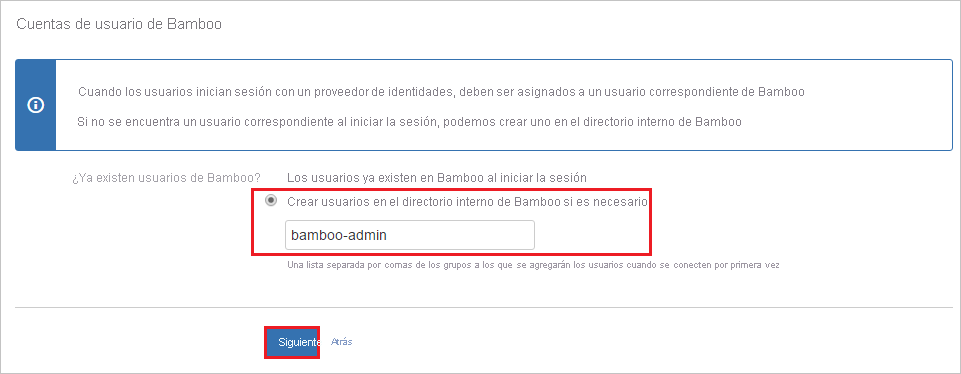 Cuentas de usuario de Bamboo
Cuando los usuarios inician sesión con un proveedor de identidades, deben ser asignados a un usuario correspondiente de Bamboo
Si no se encuentra un usuario correspondiente al iniciar la sesión, podemos crear uno en el directorio interno de Bamboo
¿Ya existen usuarios de Bamboo?
Los usuarios ya existen en Bamboo al iniciar la sesión
Crear usuarios en el directorio interno de Bamboo si es necesario
bamboo-admin
Una lista separada por comas de los grupos a los que se agregarán los usuarios cuando se conecten por primera vez
Siguiente Atrás